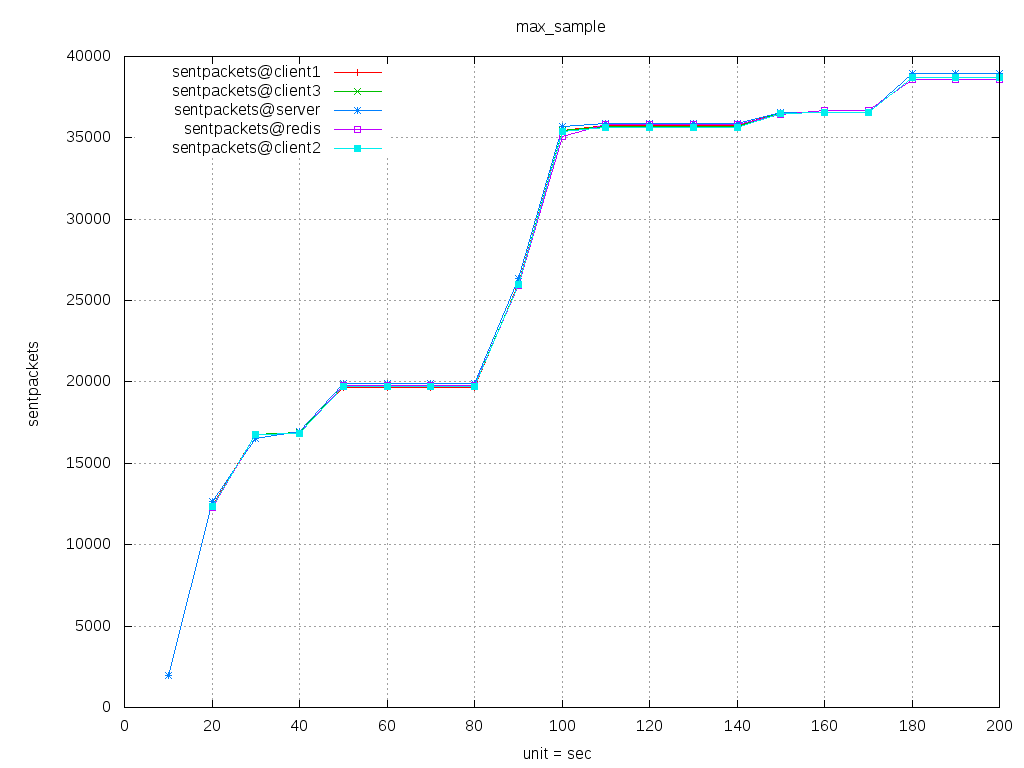 max_sample
sentpackets@client1
sentpackets@client3
sentpackets@server
sentpackets@redis
sentpackets@client2
40000
35000
30000
25000
20000
15000
10000
5000
0
sentpackets
0 20 40 60 80 100 120 140 160 180 200
unit = sec